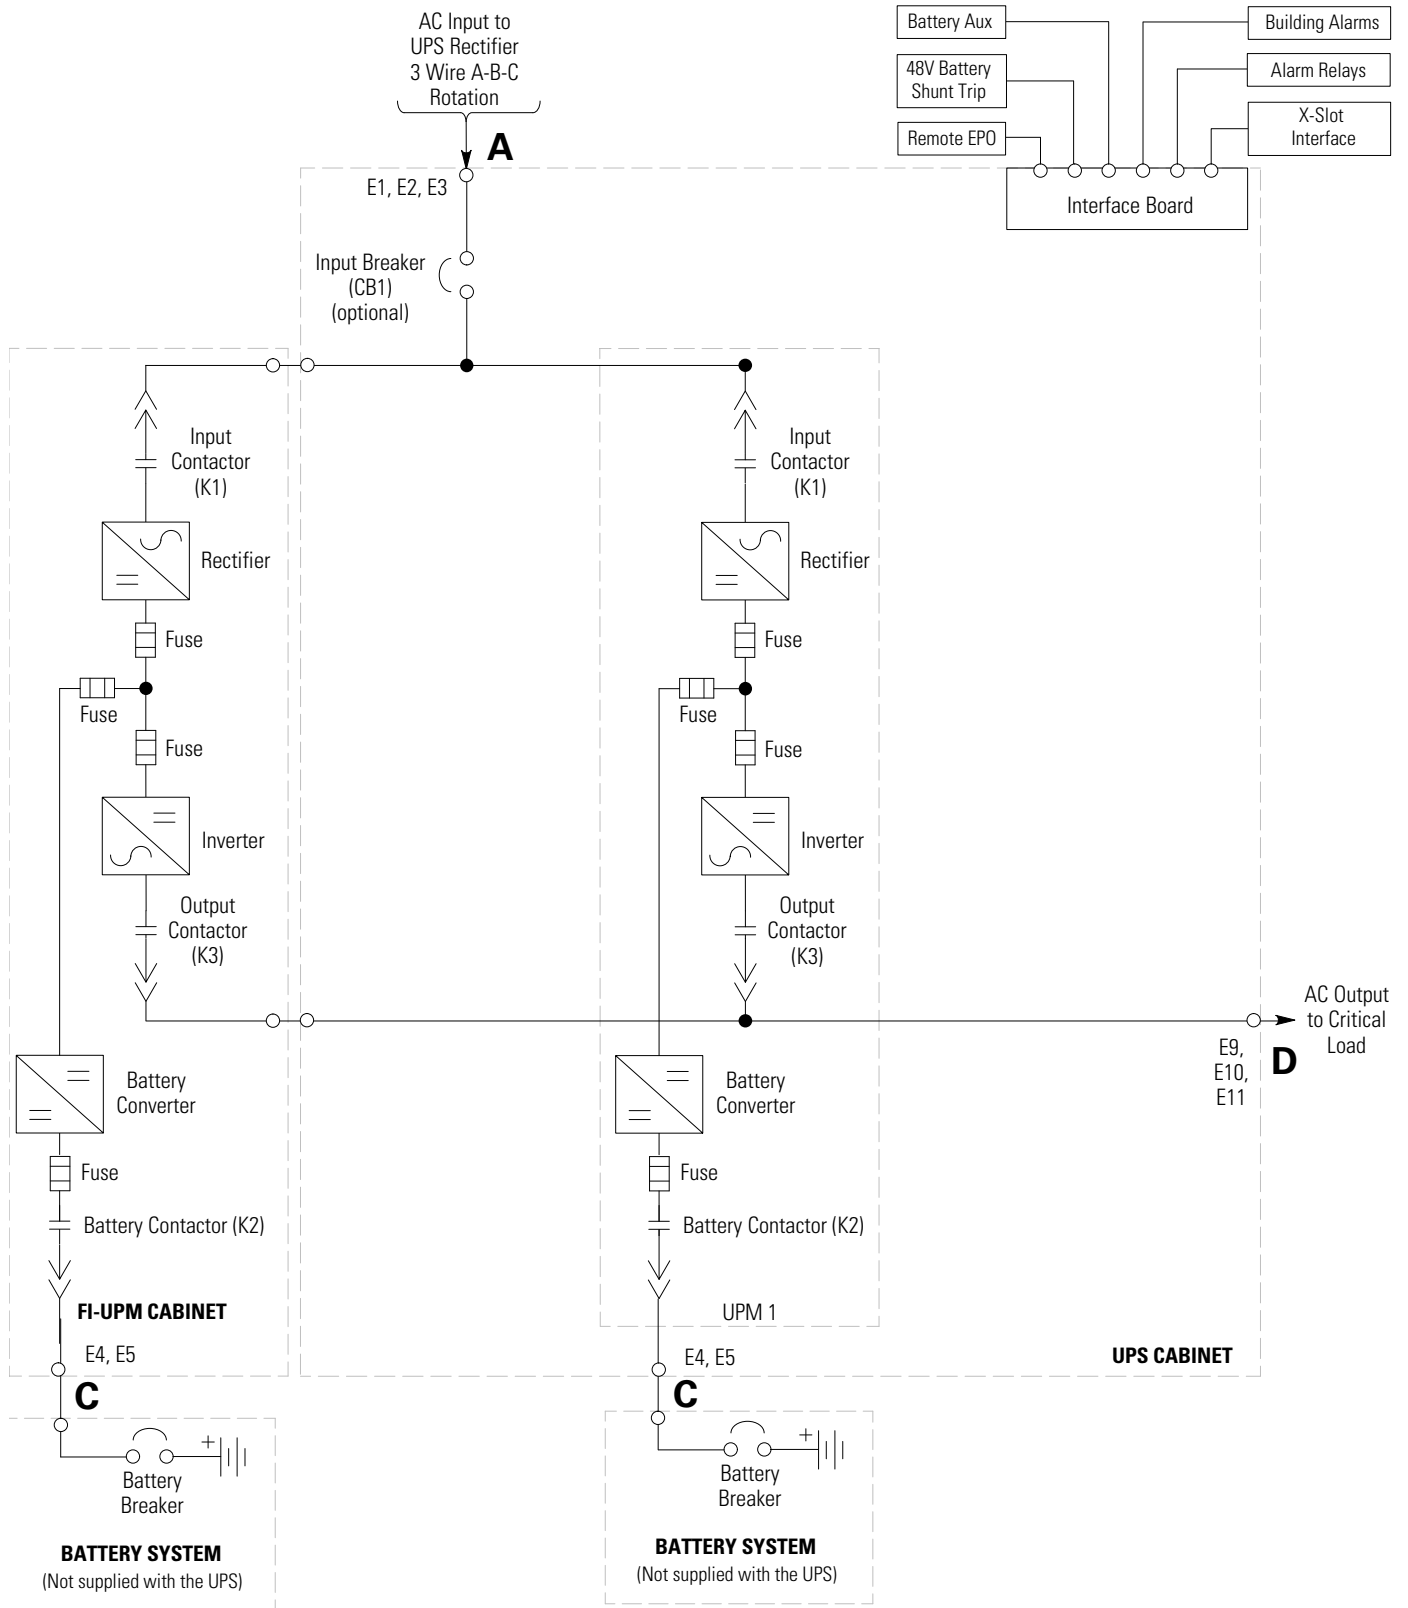 AC Input to
UPS Rectifier
3 Wire A-B-C
Rotation
A
Battery Aux
48V Battery
Shunt Trip
Remote EPO
Building Alarms
Alarm Relays
X-Slot
Interface
Interface Board
E1, E2, E3
Input Breaker
(CB1)
(optional)
Input
Contactor
(K1)
Rectifier
Fuse
Fuse
Fuse
Inverter
Output
Contactor
(K3)
Battery
Converter
Fuse
Battery Contactor (K2)
FI-UPM CABINET
E4, E5
C
Battery
Breaker
BATTERY SYSTEM
(Not supplied with the UPS)
Input
Contactor
(K1)
Rectifier
Fuse
Fuse
Fuse
Inverter
Output
Contactor
(K3)
Battery
Converter
Fuse
Battery Contactor (K2)
UPM 1
E4, E5
C
Battery
Breaker
BATTERY SYSTEM
(Not supplied with the UPS)
AC Output
to Critical
Load
D
E9,
E10,
E11
UPS CABINET